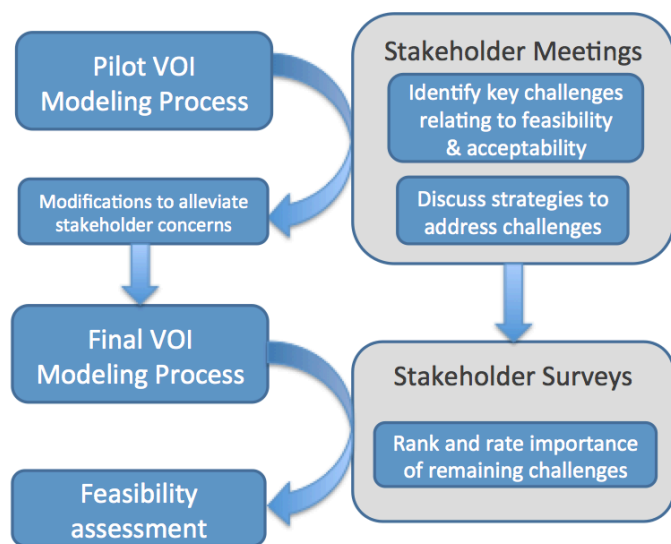 Pilot VOI
Modeling Process
Stakeholder Meetings
Identify key challenges
relating to feasibility
& acceptability
Discuss strategies to
address challenges
Modifications to alleviate
stakeholder concerns
Final VOI
Modeling Process
Stakeholder Surveys
Rank and rate importance
of remaining challenges
Feasibility
assessment